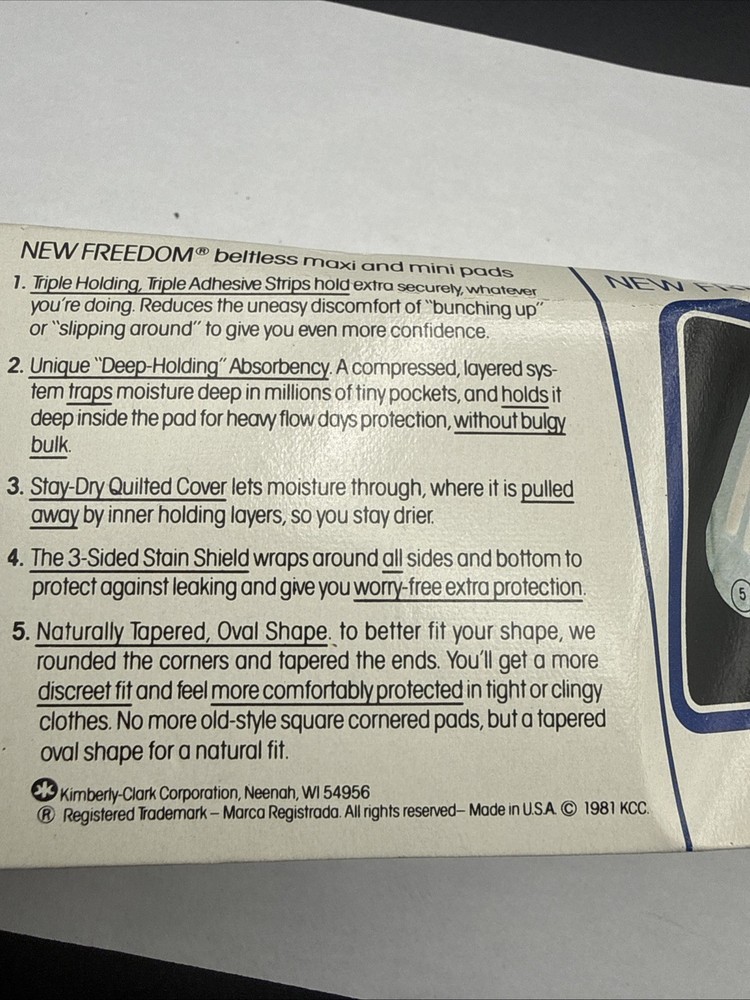 NEW FREEDOM® beltless maxi and mini pads
1. Triple Holding, Triple Adhesive Strips hold extra securely, whatever
you're doing. Reduces the uneasy discomfort of "bunching up"
or "slipping around" to give you even more confidence.
2. Unique "Deep-Holding" Absorbency. A compressed, layered sys-
tem traps moisture deep in millions of tiny pockets, and holds it
deep inside the pad for heavy flow days protection, without bulgy
bulk.
3. Stay-Dry Quilted Cover lets moisture through, where it is pulled
away by inner holding layers, so you stay drier.
4. The 3-Sided Stain Shield wraps around all sides and bottom to
protect against leaking and give you worry-free extra protection.
5. Naturally Tapered, Oval Shape. to better fit your shape, we
rounded the corners and tapered the ends. You'll get a more
discreet fit and feel more comfortably protected in tight or clingy
clothes. No more old-style square cornered pads, but a tapered
oval shape for a natural fit.
Kimberly-Clark Corporation, Neenah, WI 54956
® Registered Trademark – Marca Registrada. All rights reserved– Made in U.S.A. © 1981 KCC.
NEW
5